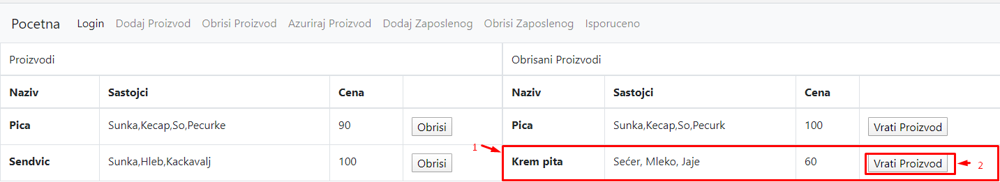 Pocetna Login Dodaj Proizvod Obrisi Proizvod Azuriraj Proizvod Dodaj Zaposlenog Obrisi Zaposlenog Isporuceno
Proizvodi Obrisani Proizvodi
Naziv Sastojci Cena Naziv Sastojci Cena
Pica Sunka,Kecap,So,Pecurke 90 Obrisi Pica Sunka,Kecap,So,Pecurk 100 Vrati Proizvod
Sendvic Sunka,Hleb,Kackavalj 100 Obrisi 1 Krem pita Sećer, Mleko, Jaje 60 Vrati Proizvod 2